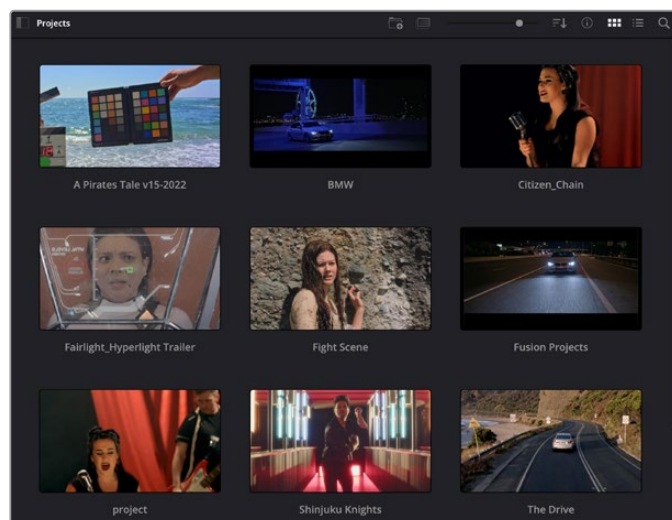 Projects
A Pirates Tale v15-2022
BMW
Citizen_Chain
Fairlight_Hyperlight Trailer
Fight Scene
Fusion Projects
project
Shinjuku Knights
The Drive